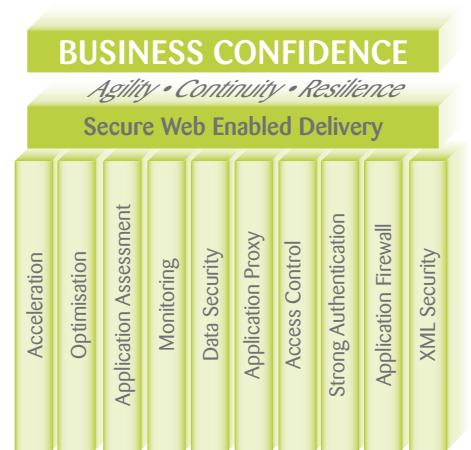 BUSINESS CONFIDENCE
Agility • Continuity • Resilience
Secure Web Enabled Delivery
Acceleration
Optimisation
Application Assessment
Monitoring
Data Security
Application Proxy
Access Control
Strong Authentication
Application Firewall
XML Security